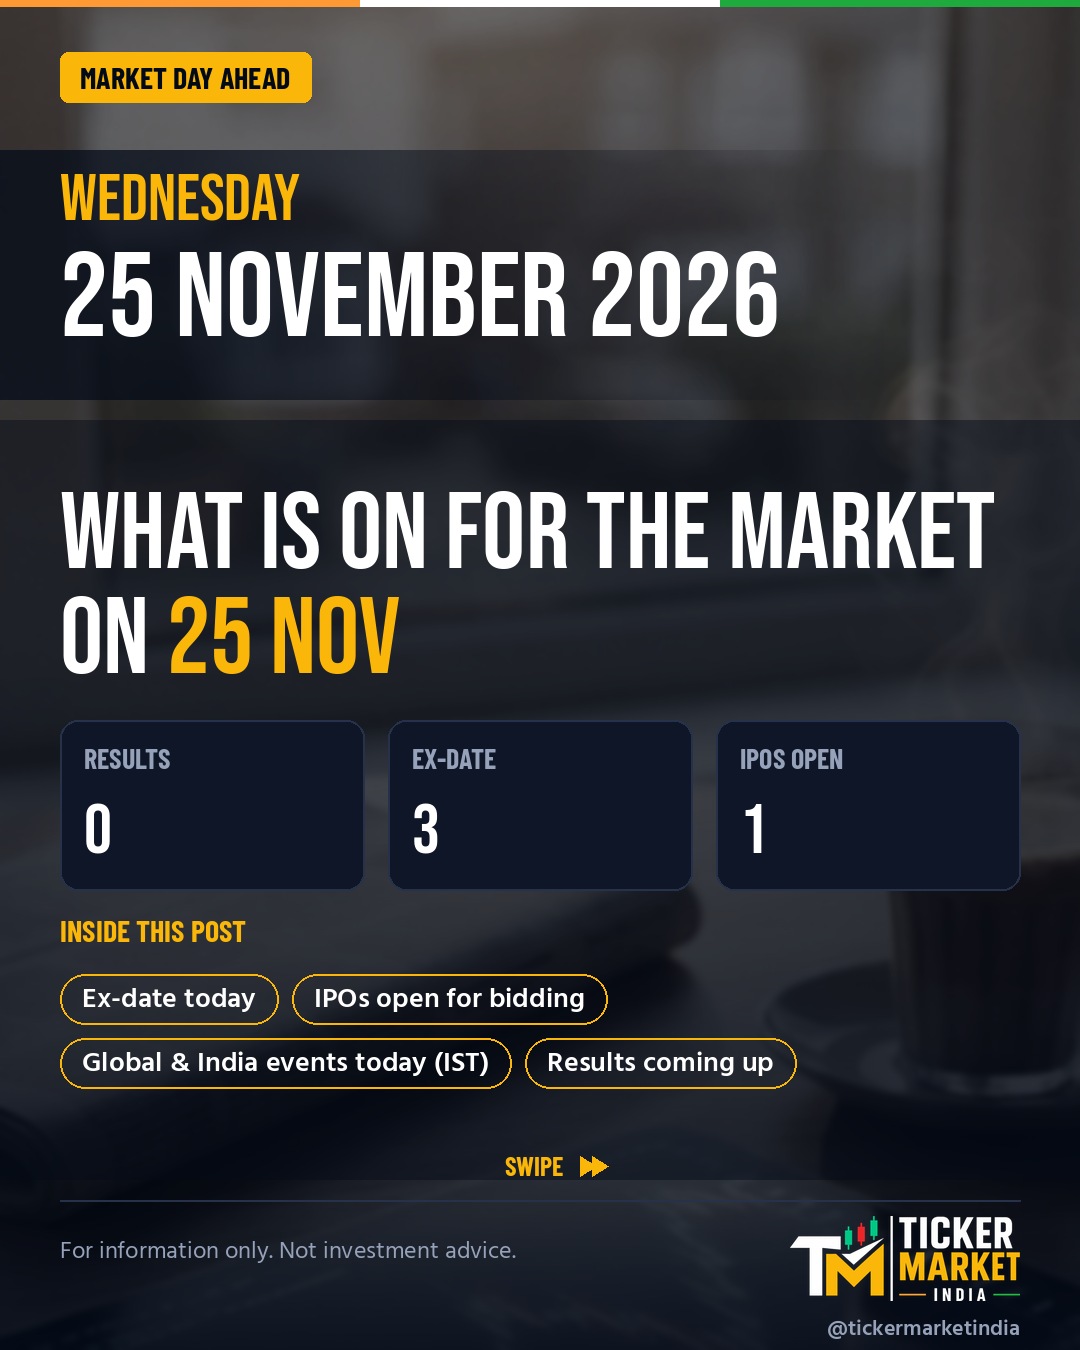 MARKET DAY AHEAD
WEDNESDAY
25 NOVEMBER 2026
WHAT IS ON FOR THE MARKET
ON 25 NOV
RESULTS
0
EX-DATE
3
IPOS OPEN
1
INSIDE THIS POST
Ex-date today
IPOs open for bidding
Global & India events today (IST)
Results coming up
SWIPE
For information only. Not investment advice.
TM
TICKER
MARKET
INDIA
@tickermarketindia